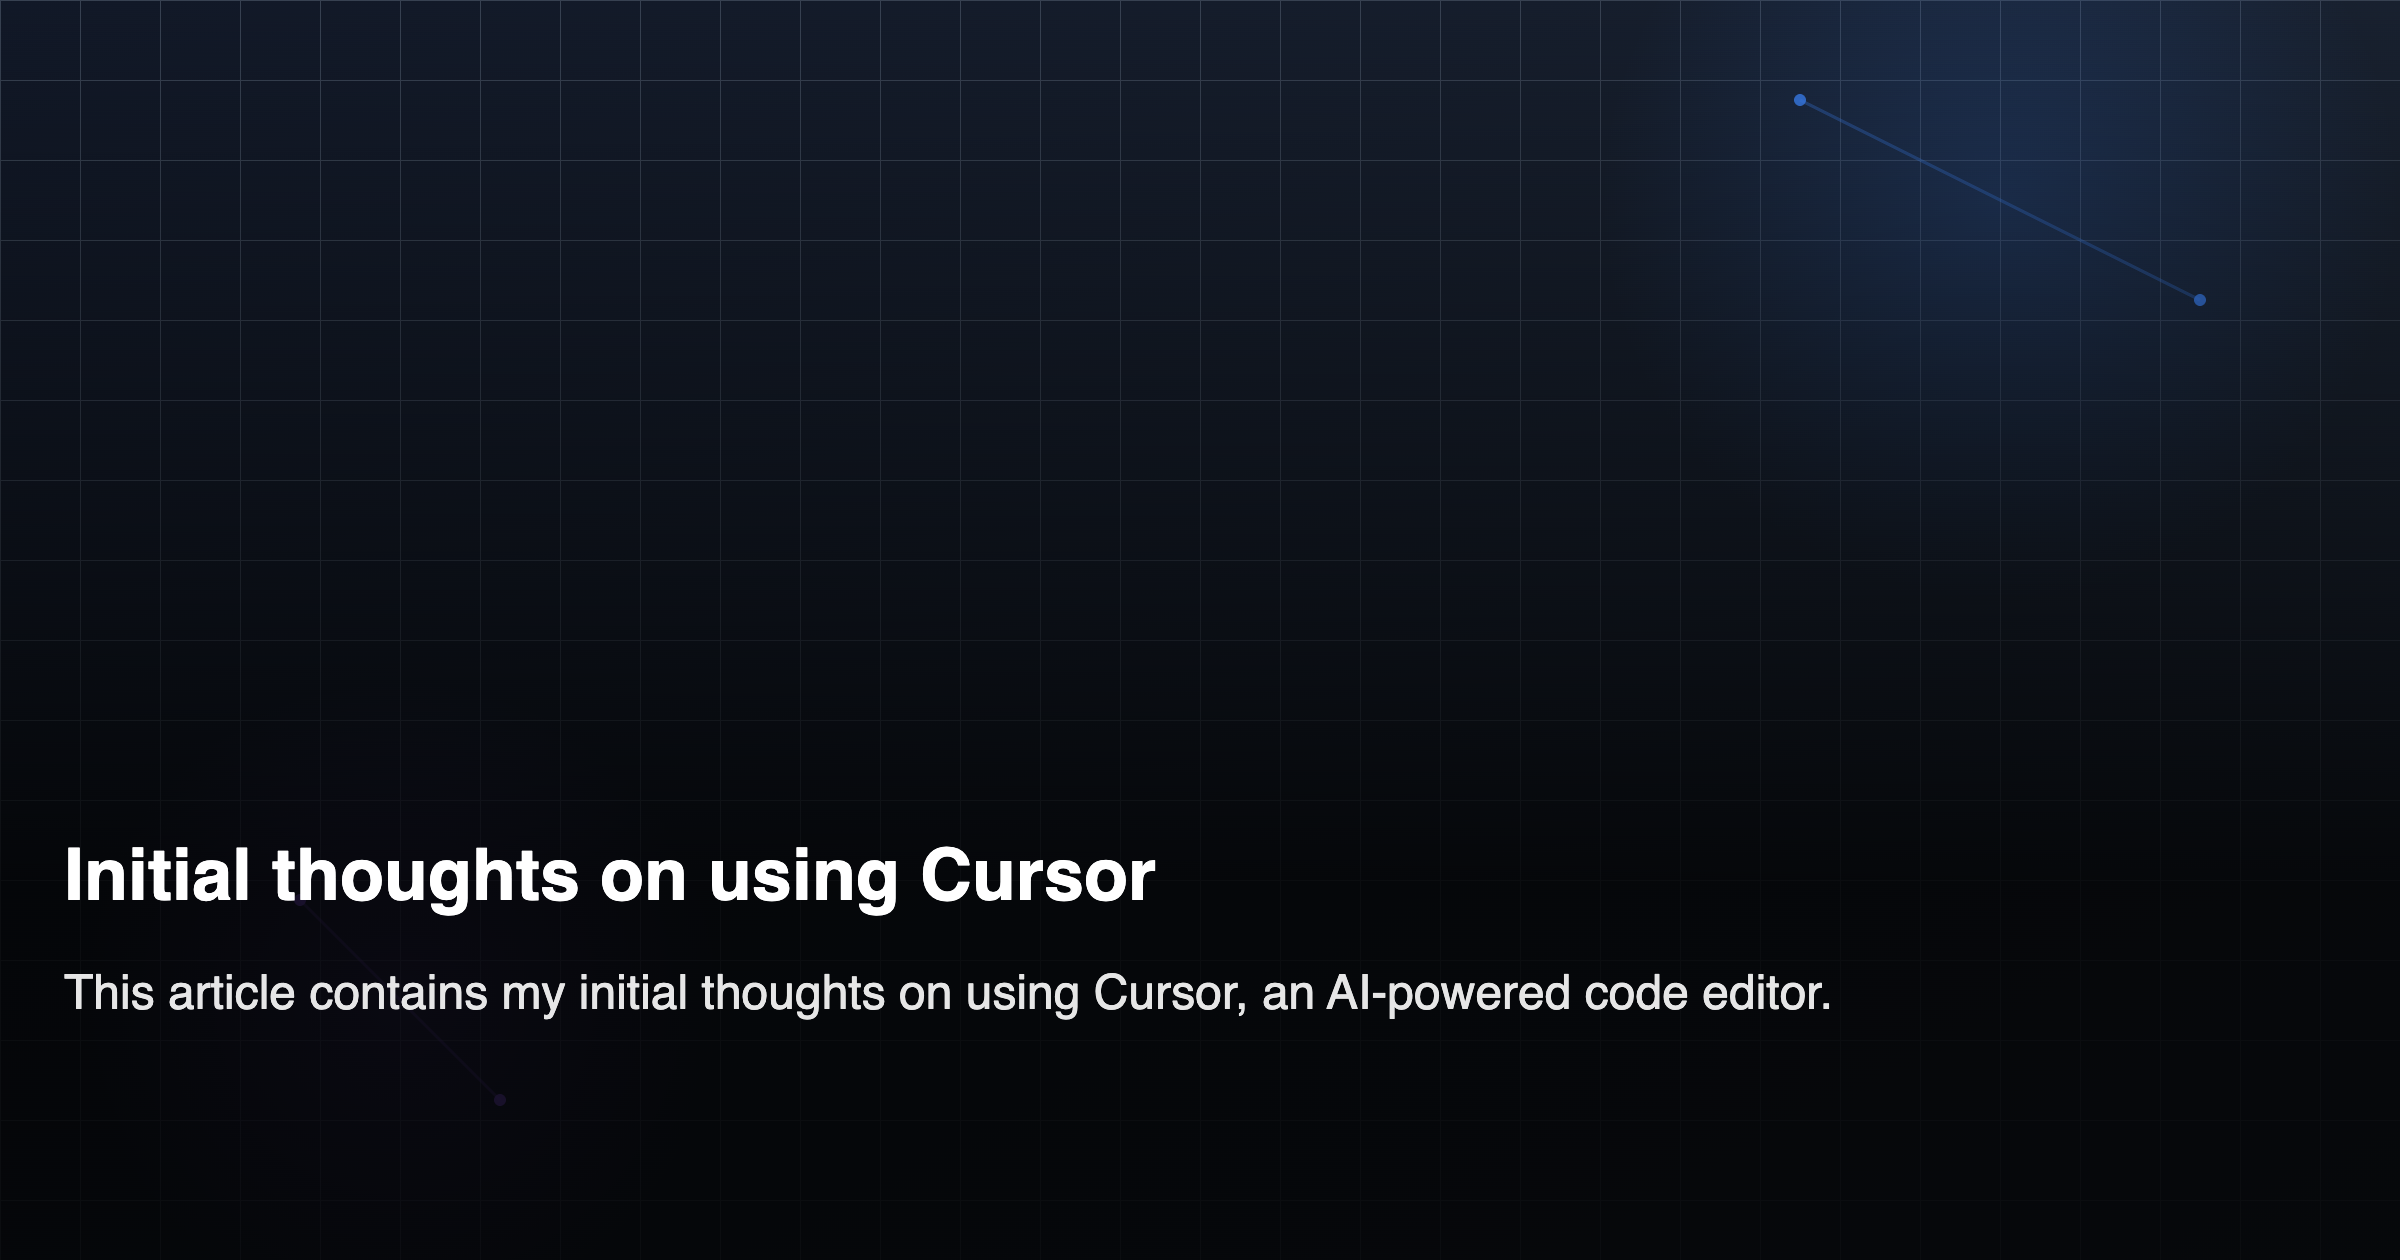 Initial thoughts on using Cursor
This article contains my initial thoughts on using Cursor, an AI-powered code editor.